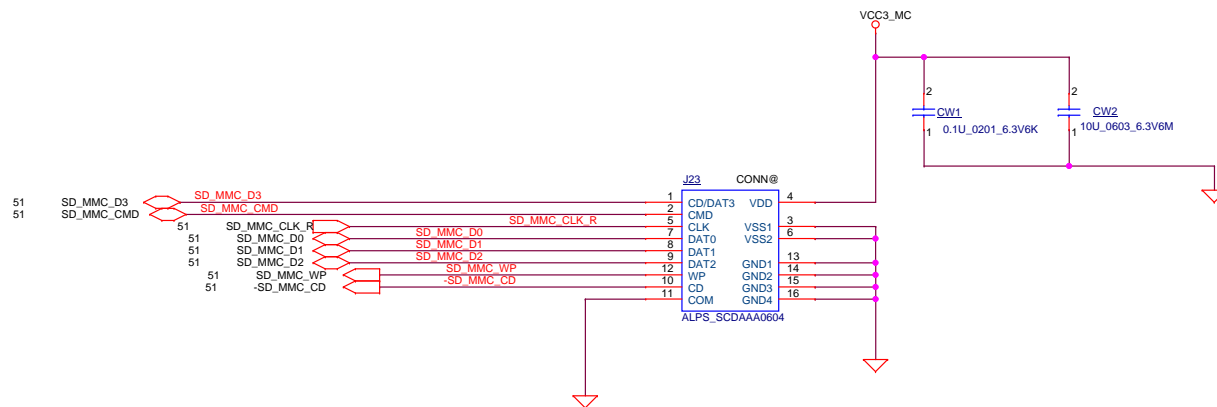 VCC3_MC
2
CW1
1
0.1U_0201_6.3V6K
2
CW2
1
10U_0603_6.3V6M
J23 CONN@
51 SD_MMC_D3 SD_MMC_D3 1 CD/DAT3 VDD 4
51 SD_MMC_CMD SD_MMC_CMD 2 CMD
51 SD_MMC_CLK_R SD_MMC_CLK_R 5 CLK VSS1 3
51 SD_MMC_D0 SD_MMC_D0 7 DAT0 VSS2 6
51 SD_MMC_D1 SD_MMC_D1 8 DAT1
51 SD_MMC_D2 SD_MMC_D2 9 DAT2 GND1 13
51 SD_MMC_WP SD_MMC_WP 12 WP GND2 14
51 -SD_MMC_CD -SD_MMC_CD 10 CD GND3 15
11 COM GND4 16
ALPS_SCDAAA0604